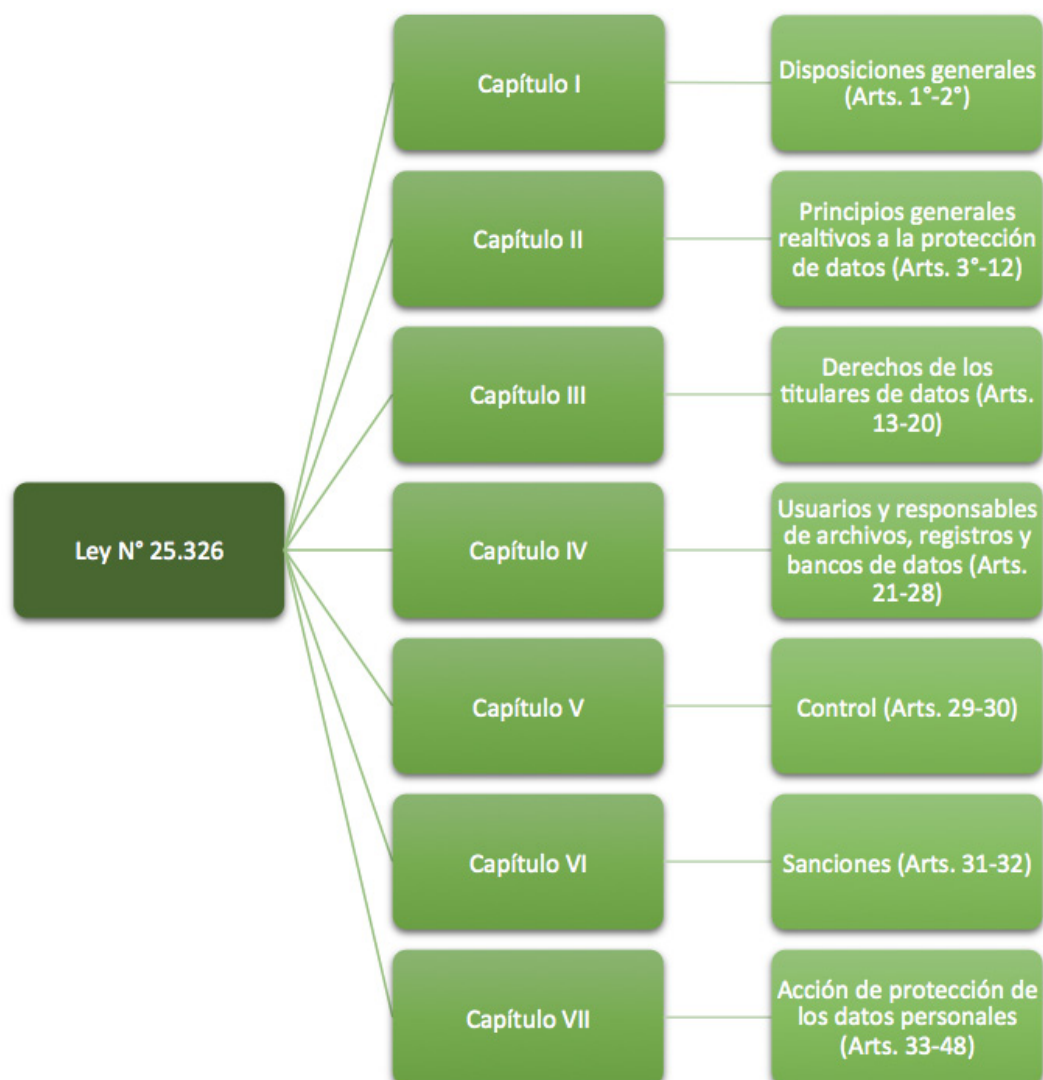 Ley N° 25.326
Capítulo I
Disposiciones generales
(Arts. 1°-2°)
Capítulo II
Principios generales
realtivos a la protección
de datos (Arts. 3°-12)
Capítulo III
Derechos de los
titulares de datos (Arts.
13-20)
Capítulo IV
Usuarios y responsables
de archivos, registros y
bancos de datos (Arts.
21-28)
Capítulo V
Control (Arts. 29-30)
Capítulo VI
Sanciones (Arts. 31-32)
Capítulo VII
Acción de protección de
los datos personales
(Arts. 33-48)